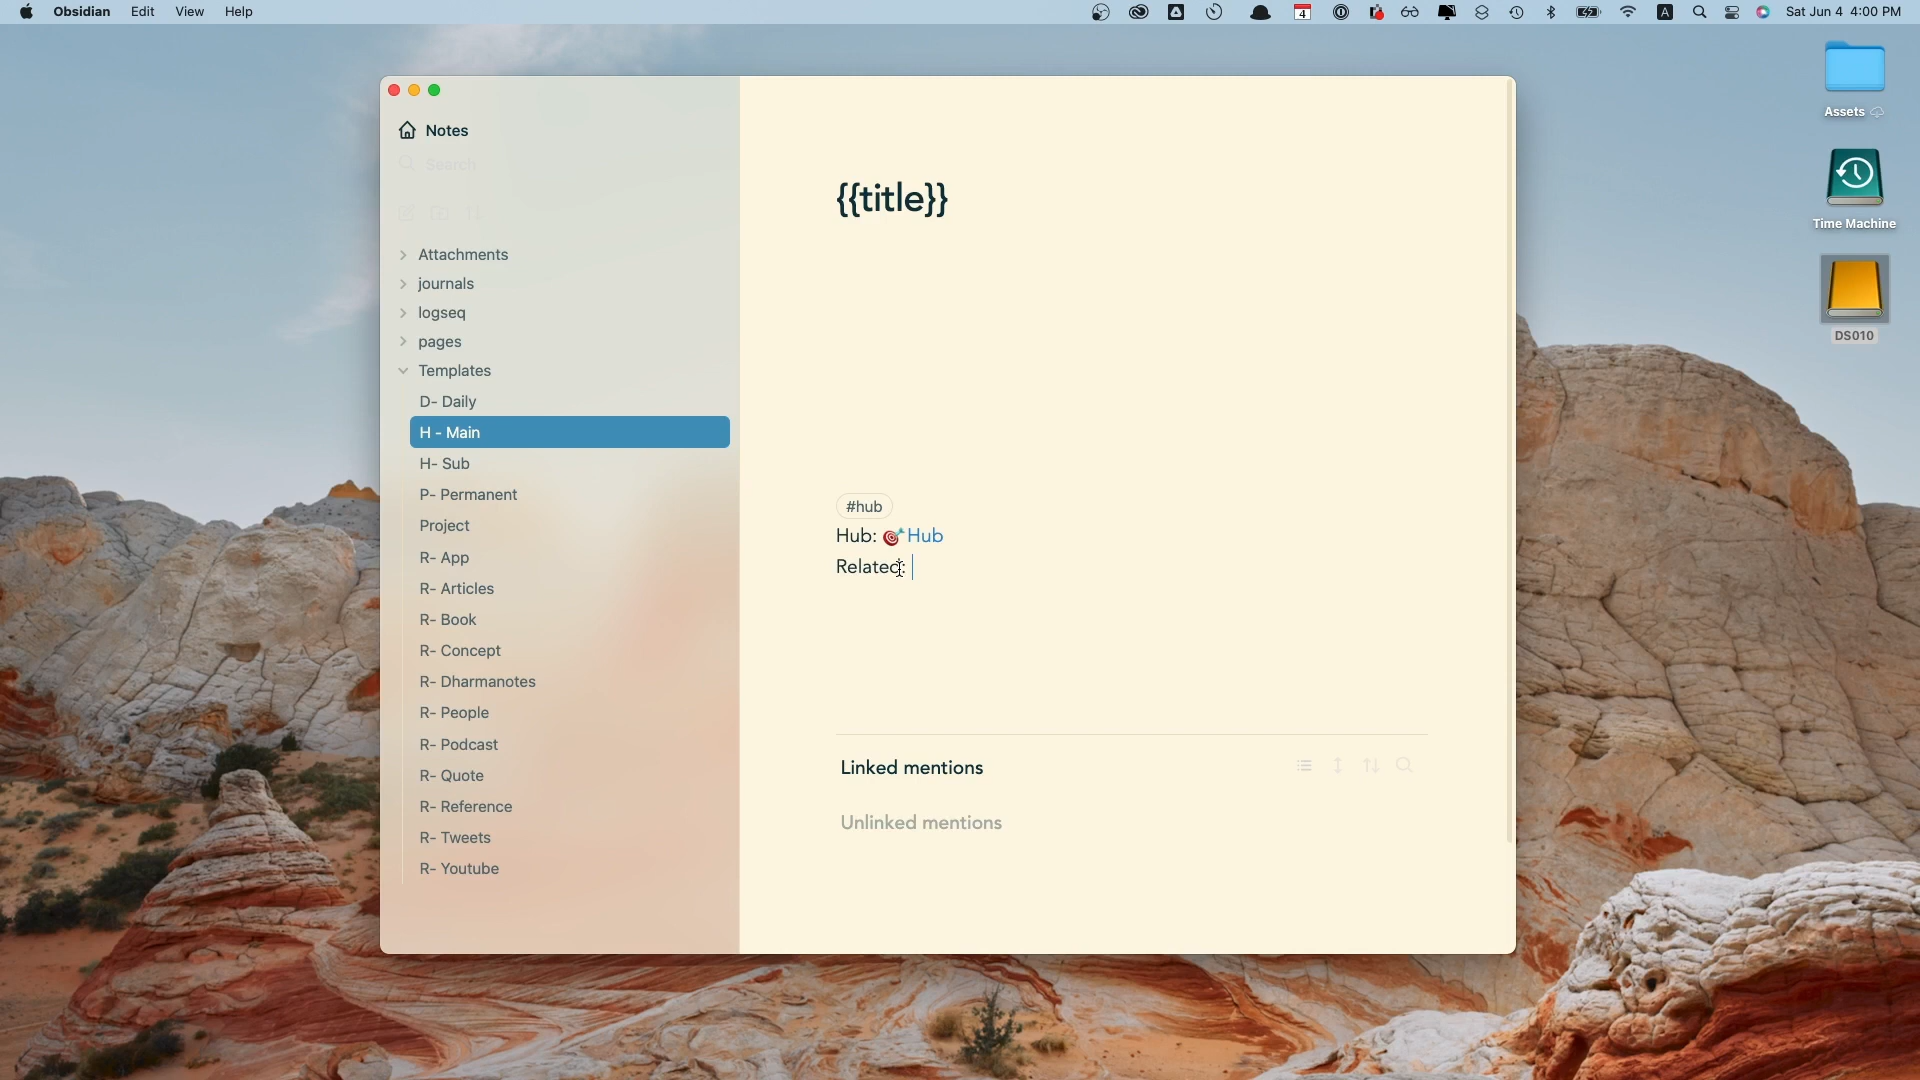 Obsidian Edit View Help
4
A
Sat Jun 4 4:00 PM
Assets
Time Machine
DS010
Notes
Search
Attachments
journals
logseq
pages
Templates
D- Daily
H - Main
H- Sub
P- Permanent
Project
R- App
R- Articles
R- Book
R- Concept
R- Dharmanotes
R- People
R- Podcast
R- Quote
R- Reference
R- Tweets
R- Youtube
{{title}}
#hub
Hub: 🎯 Hub
Related:
Linked mentions
Unlinked mentions